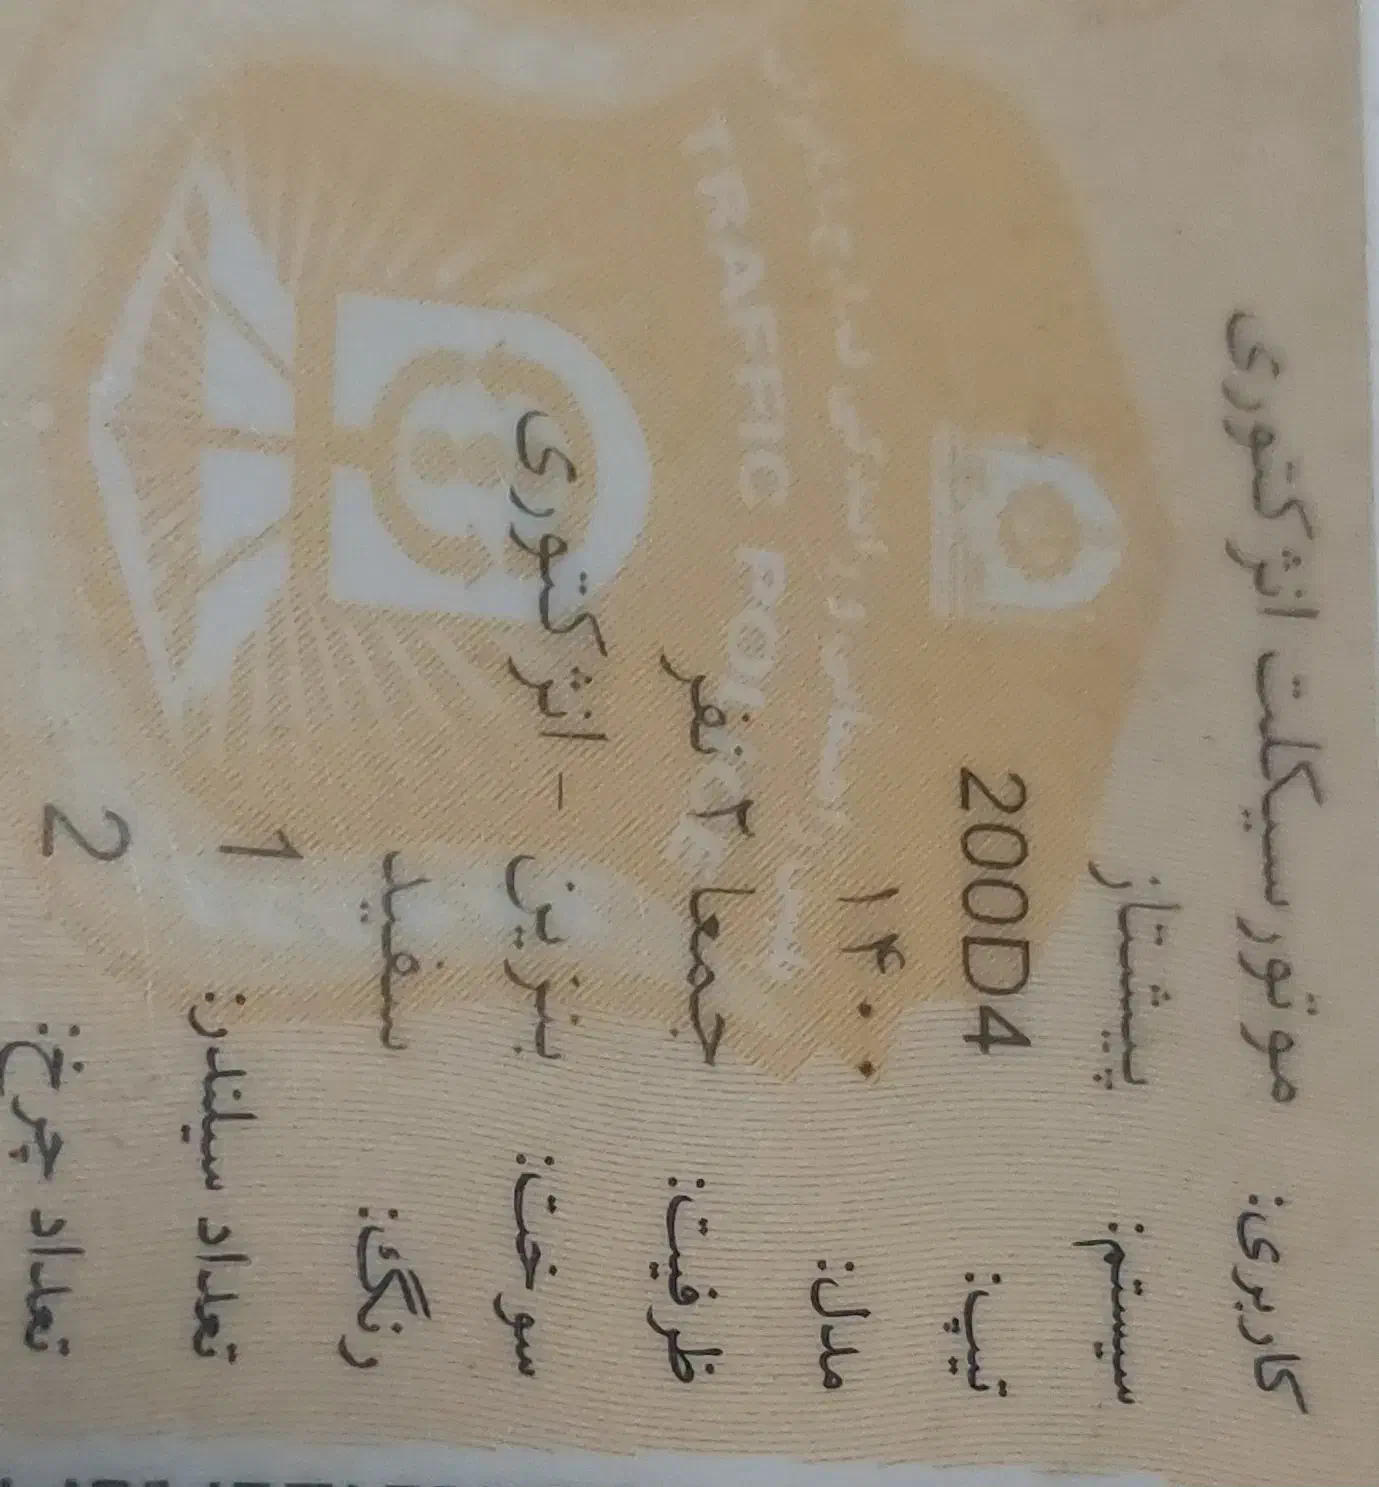 کاربری: موتورسیکلت انژکتوری
سیستم: پیشتاز
تیپ: 200D4
مدل: ۱۴۰۰
ظرفیت: جمعا ۲ نفر
سوخت: بنزین - انژکتوری
رنگ: سفید
تعداد سیلندر: 1
تعداد چرخ: 2
TRAFFIC POLICE